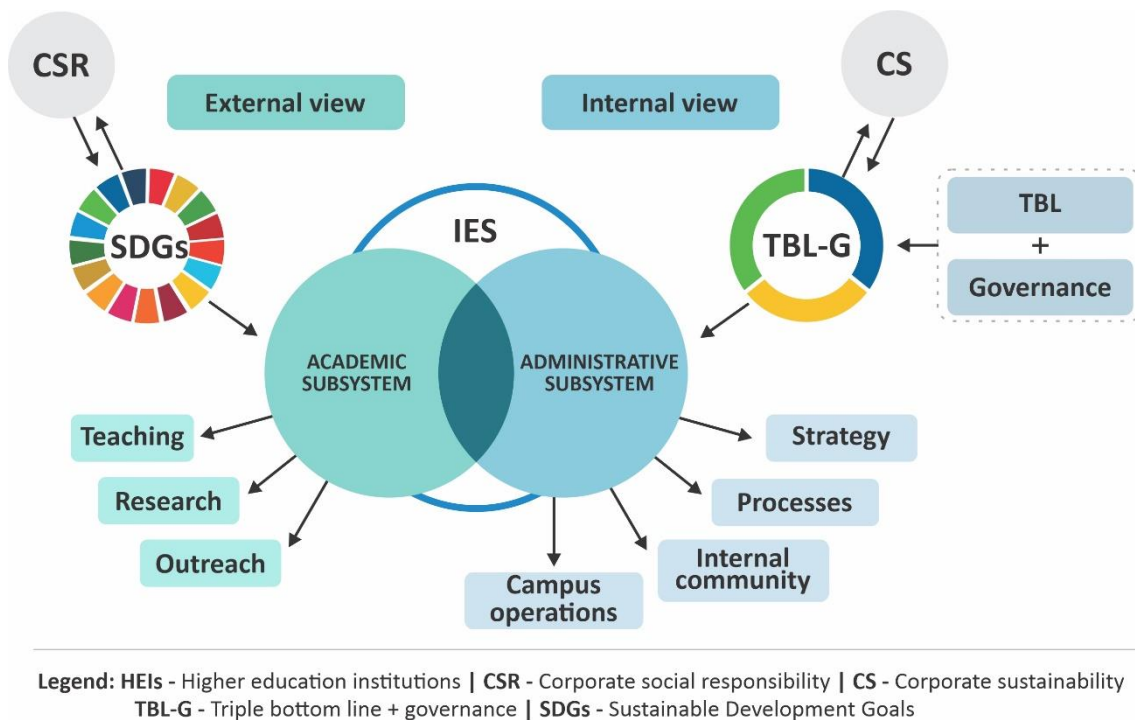 CSR
CS
External view
Internal view
SDGs
IES
TBL-G
TBL
+
Governance
ACADEMIC
SUBSYSTEM
ADMINISTRATIVE
SUBSYSTEM
Teaching
Research
Outreach
Strategy
Processes
Internal
community
Campus
operations
Legend: HEIs - Higher education institutions | CSR - Corporate social responsibility | CS - Corporate sustainability
TBL-G - Triple bottom line + governance | SDGs - Sustainable Development Goals